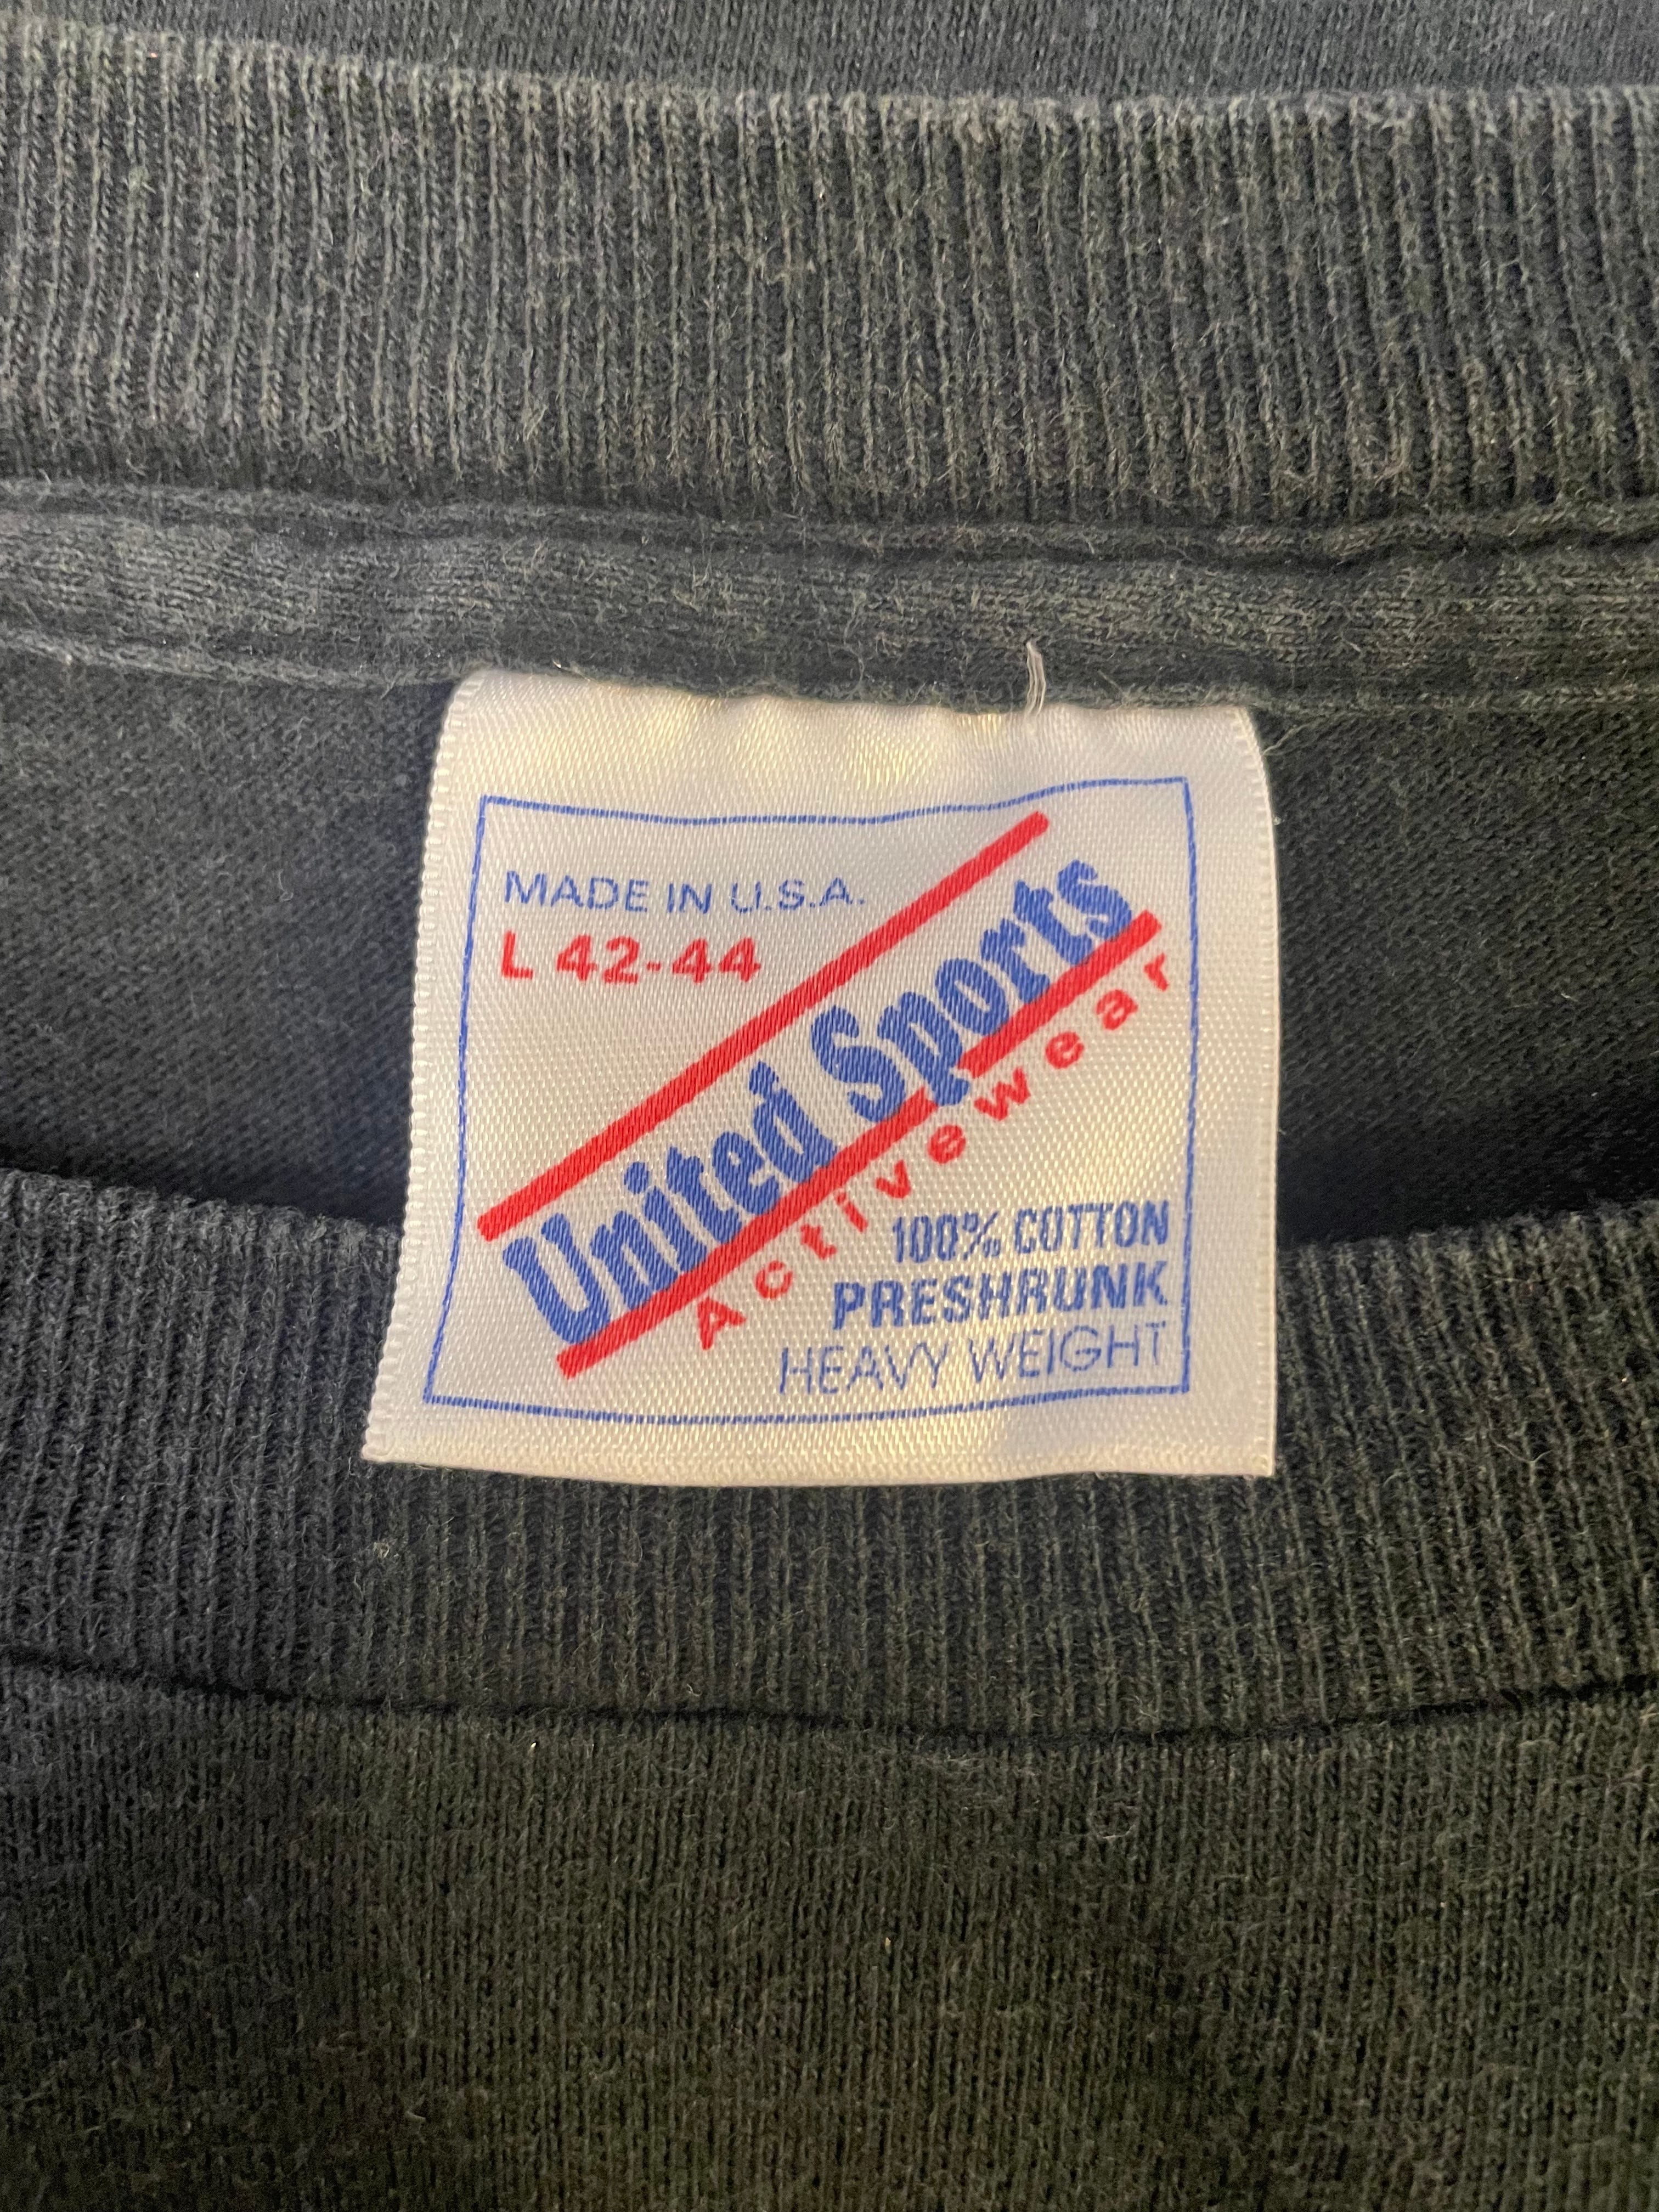 MADE IN U.S.A.
L 42-44
United Sports
Activewear
100% COTTON
PRESHRUNK
HEAVY WEIGHT